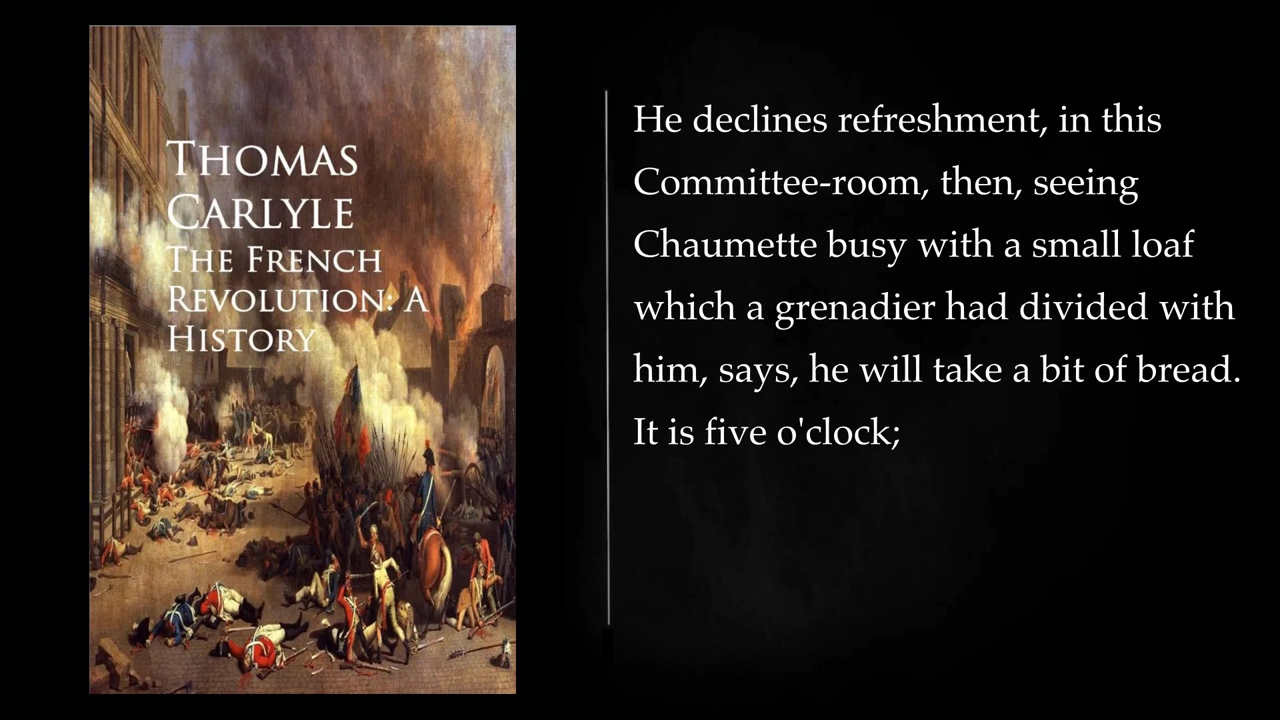 THOMAS
CARLYLE
THE FRENCH
REVOLUTION: A
HISTORY
He declines refreshment, in this
Committee-room, then, seeing
Chaumette busy with a small loaf
which a grenadier had divided with
him, says, he will take a bit of bread.
It is five o'clock;